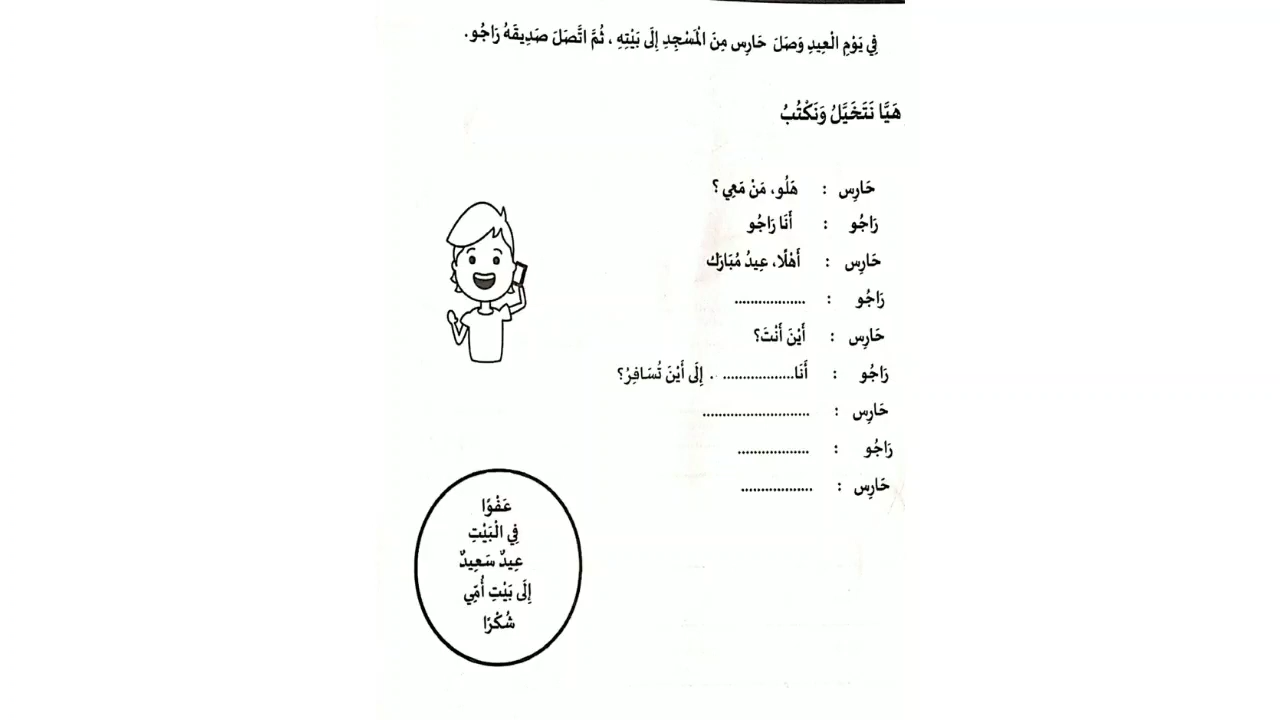 فِي يَوْمِ الْعِيدِ وَصَلَ حَارِس مِنَ الْمَسْجِدِ إِلَى بَيْتِهِ ، ثُمَّ اتَّصَلَ صَدِيقَهُ رَاجُو.
هَيَّا نَتَخَيَّلُ وَنَكْتُبُ
حَارِس : هَلُو، مَنْ مَعِي ؟
رَاجُو : أَنَا رَاجُو
حَارِس : أَهْلًا، عِيدُ مُبَارَك
رَاجُو : ..................
حَارِس : أَيْنَ أَنْتَ؟
رَاجُو : أَنَا.................. . إِلَى أَيْنَ تُسَافِرُ؟
حَارِس : ...........................
رَاجُو : ..................
حَارِس : ..................
عَفْوًا
فِي الْبَيْتِ
عِيدٌ سَعِيدٌ
إِلَى بَيْتِ أُمِّي
شُكْرًا